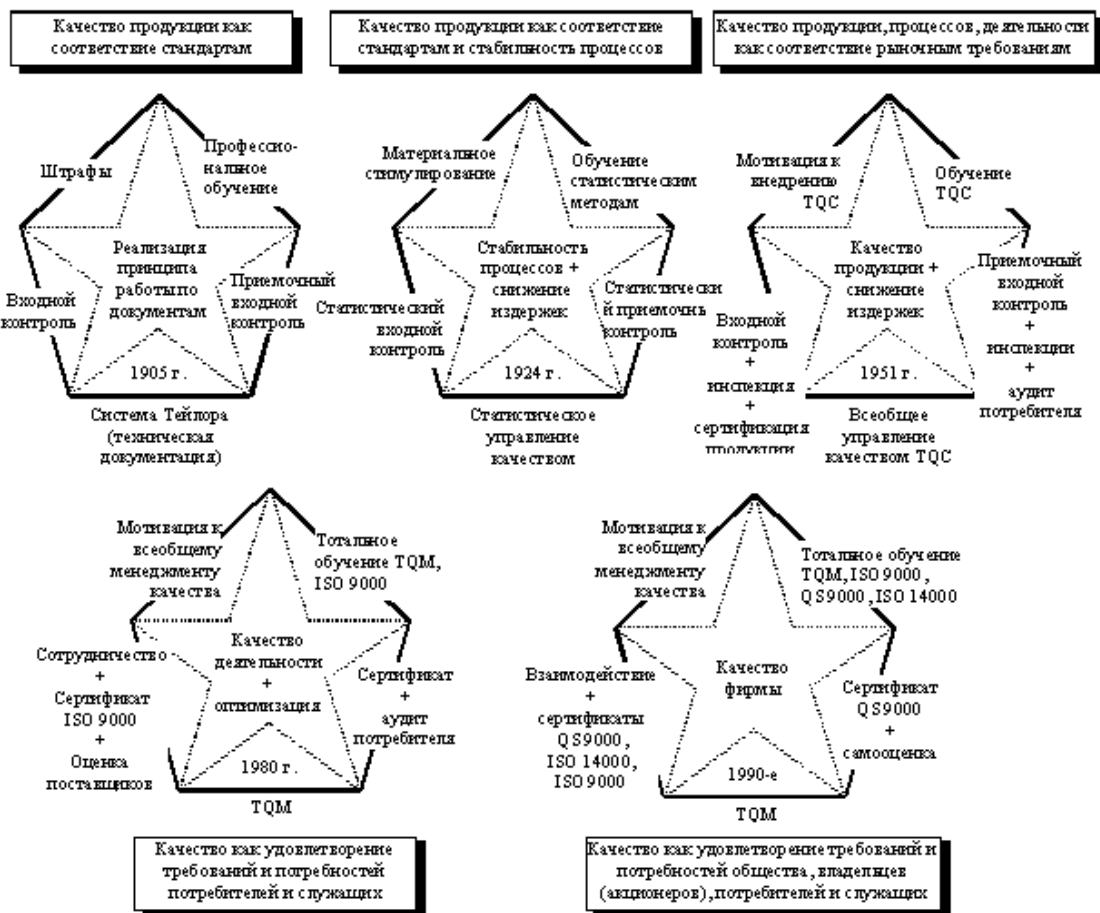 Качество продукции как
соответствие стандартам
Качество продукции как соответствие
стандартам и стабильность процессов
Качество продукции, процессов, деятельности
как соответствие рыночным требованиям
Штрафы
Профессио-
нальное
обучение
Реализация
принципа
работы по
документам
Входной
контроль
Приемочный
входной
контроль
1905 г.
Система Тейлора
(техническая
документация)
Материальное
стимулирование
Обучение
статистическим
методам
Стабильность
процессов +
снижение
издержек
Статистический
входной
контроль
Статистически
й приемочнь
контроль
1924 г.
Статистическое
управление
качеством
Мотивация к
внедрению
TQC
Обучение
TQC
Качество
продукции +
снижение
издержек
Входной
контроль
+
инспекция
+
сертификация
продукции
Приемочный
входной
контроль
+
инспекции
+
аудит
потребителя
1951 г.
Всеобщее
управление
качеством TQC
Мотивация к
всеобщему
менеджменту
качества
Тотальное
обучение TQM,
ISO 9000
Качество
деятельности
+
оптимизация
Сотрудничество
+
Сертификат
ISO 9000
+
Оценка
поставщиков
Сертификат
+
аудит
потребителя
1980 г.
TQM
Качество как удовлетворение
требований и потребностей
потребителей и служащих
Мотивация к
всеобщему
менеджменту
качества
Тотальное обучение
TQM, ISO 9000,
QS9000, ISO 14000
Качество
фирмы
Взаимодействие
+
сертификаты
QS9000,
ISO 14000,
ISO 9000
Сертификат
QS9000
+
самооценка
1990-е
TQM
Качество как удовлетворение требований и
потребностей общества, владельцев
(акционеров), потребителей и служащих